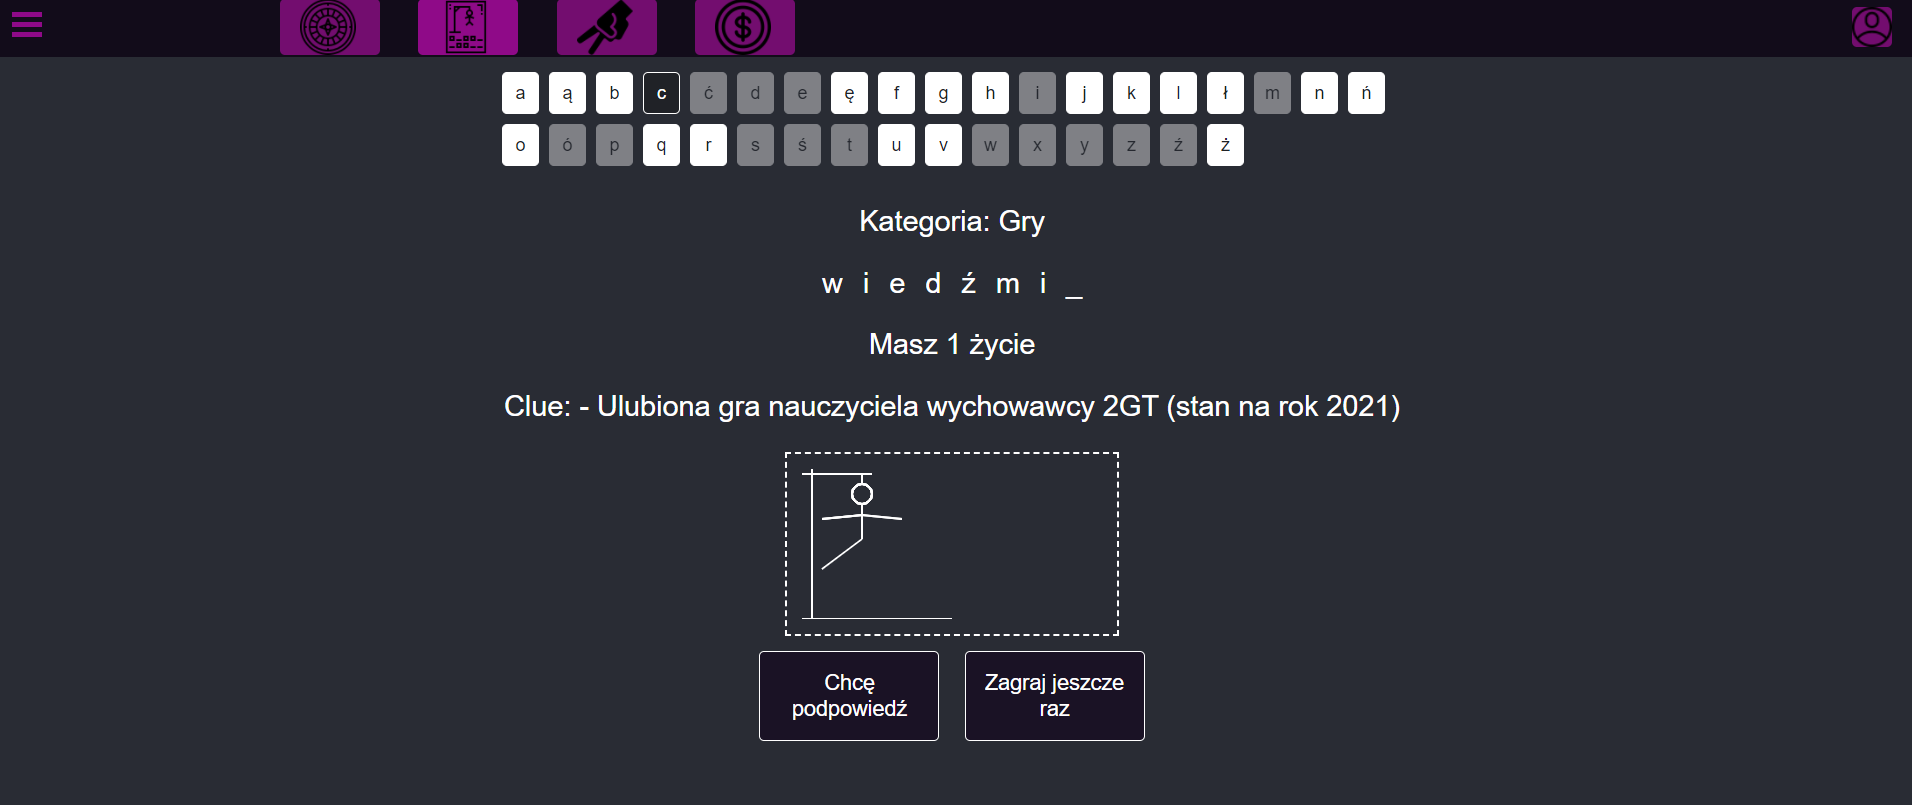 a ą b c ć d e ę f g h i j k l ł m n ń
o ó p q r s ś t u v w x y z ź ż
Kategoria: Gry
w i e d ź m i _
Masz 1 życie
Clue: - Ulubiona gra nauczyciela wychowawcy 2GT (stan na rok 2021)
Chcę
podpowiedź
Zagraj jeszcze
raz